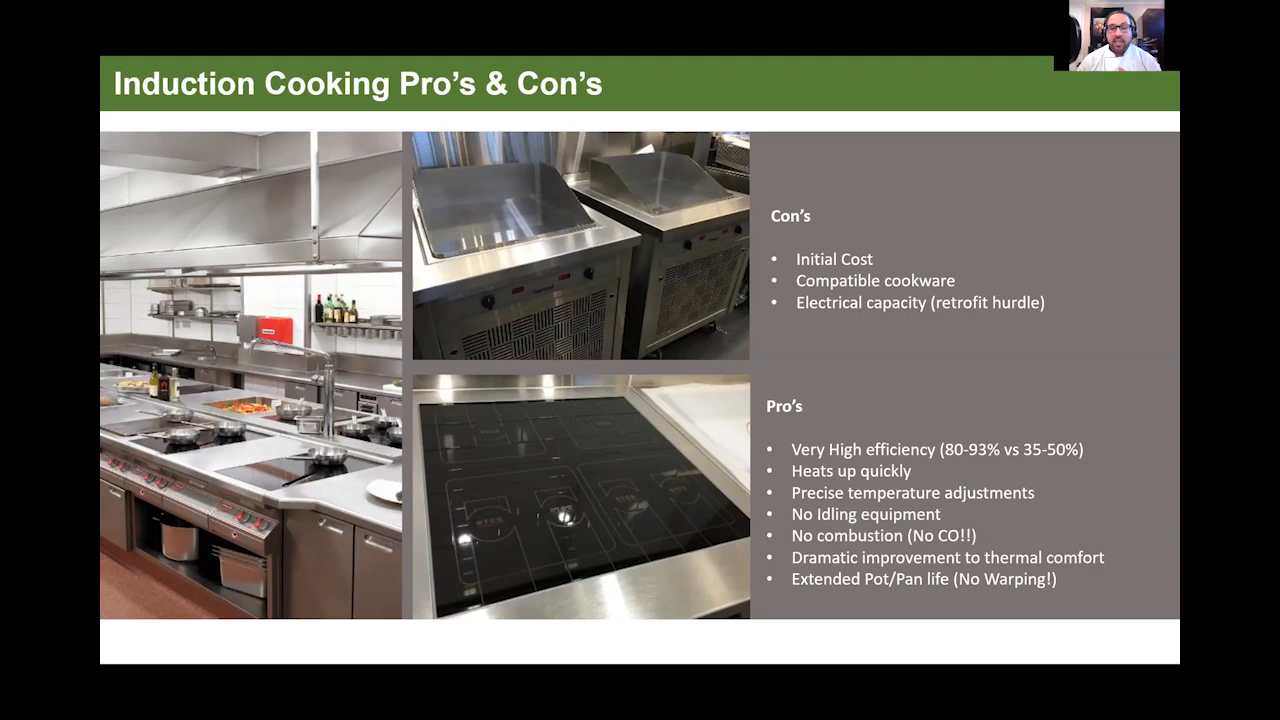 Induction Cooking Pro's & Con's
Con's
• Initial Cost
• Compatible cookware
• Electrical capacity (retrofit hurdle)
Pro's
• Very High efficiency (80-93% vs 35-50%)
• Heats up quickly
• Precise temperature adjustments
• No Idling equipment
• No combustion (No CO!!)
• Dramatic improvement to thermal comfort
• Extended Pot/Pan life (No Warping!)